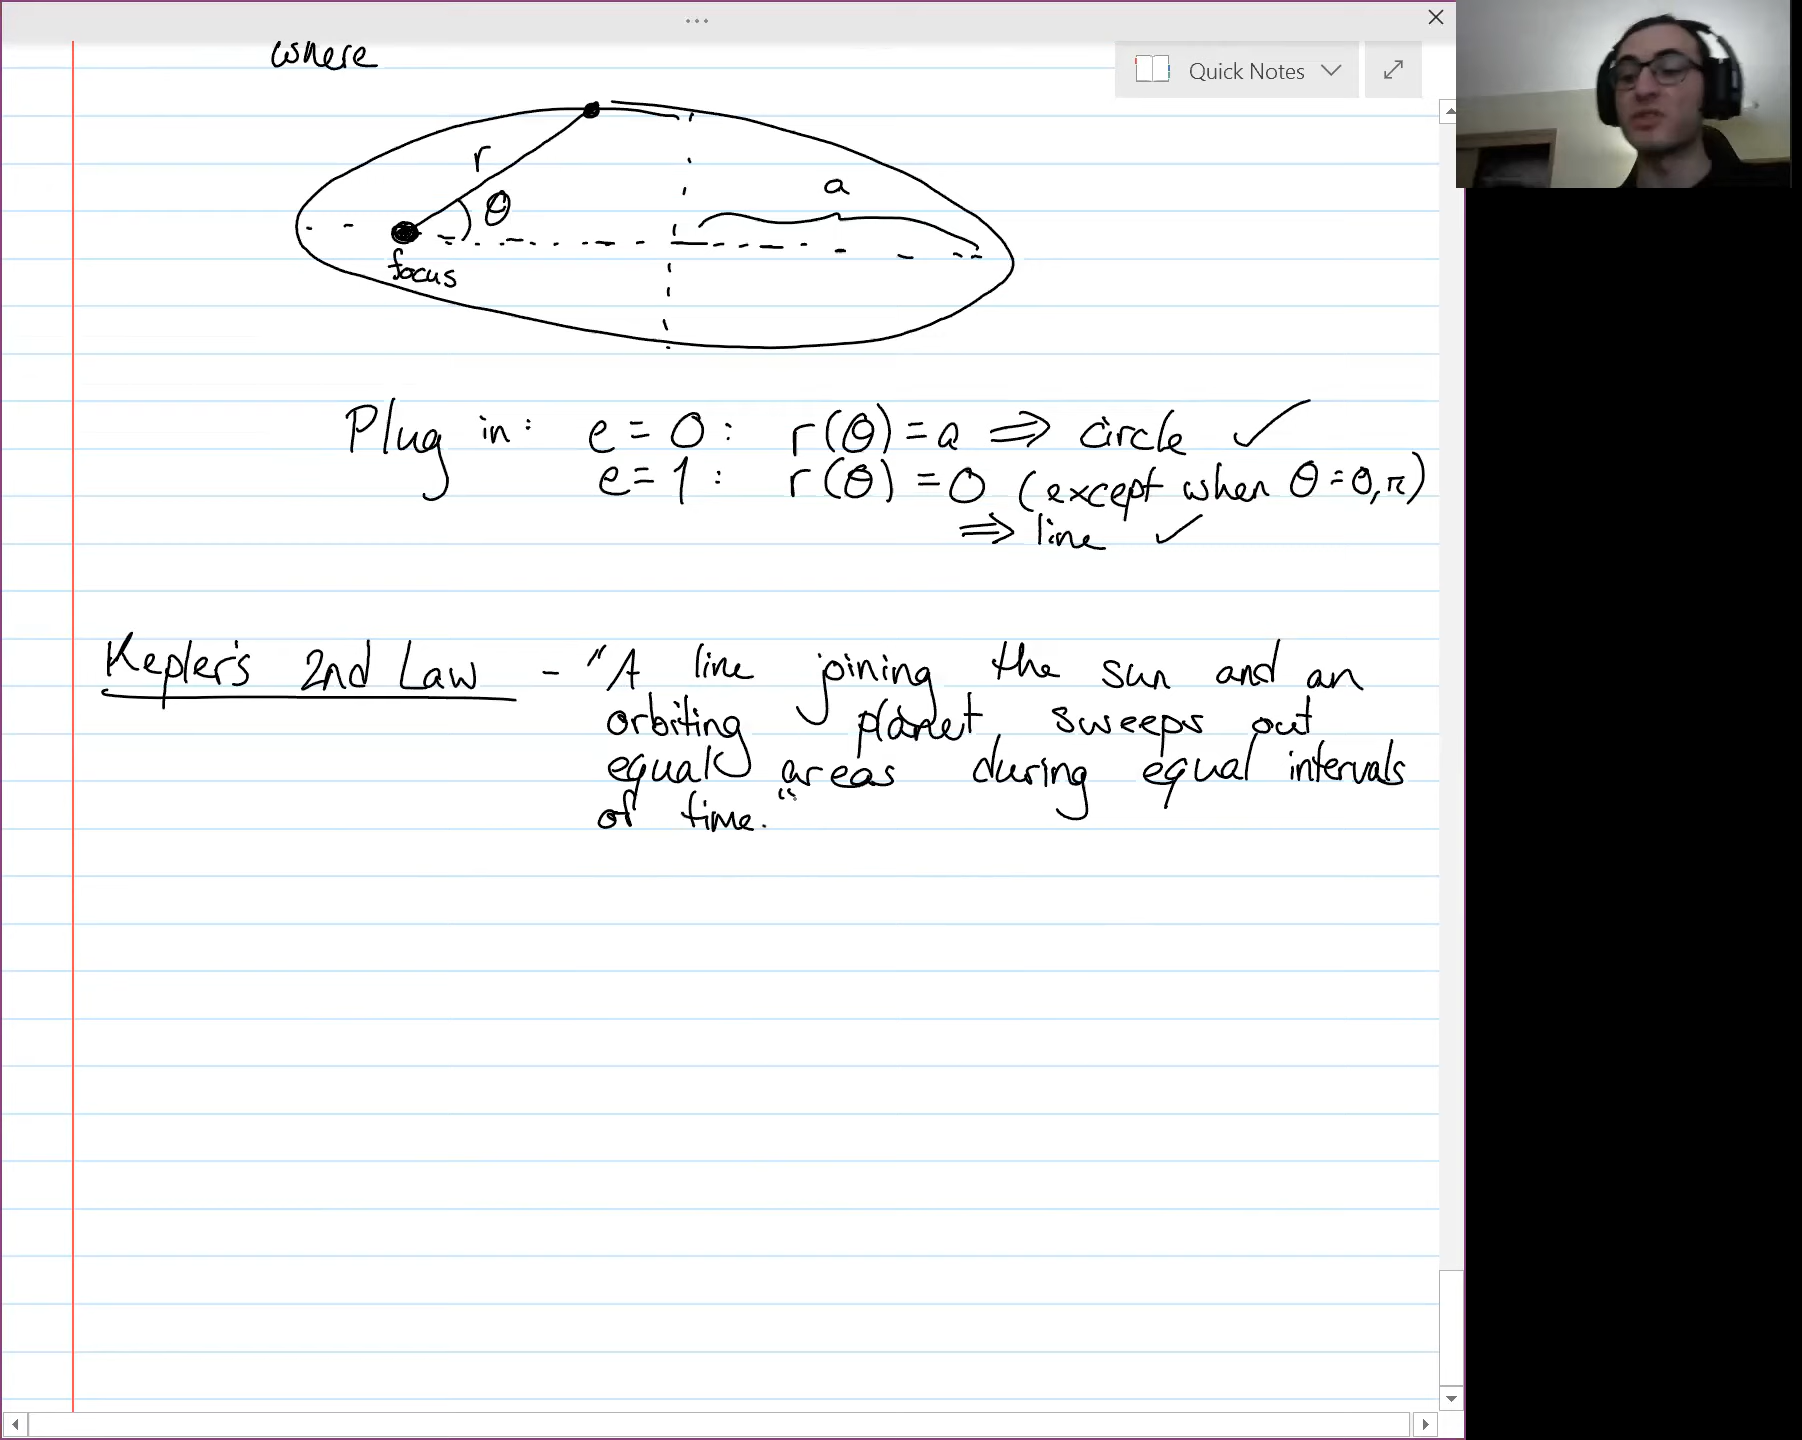 where
Quick Notes
r
θ
a
focus
Plug in: e = 0: r(θ) = a ⇒ circle ✓
e = 1: r(θ) = 0 (except when θ = 0, π)
⇒ line ✓
Kepler's 2nd Law - "A line joining the sun and an
orbiting planet sweeps out
equal areas during equal intervals
of time."